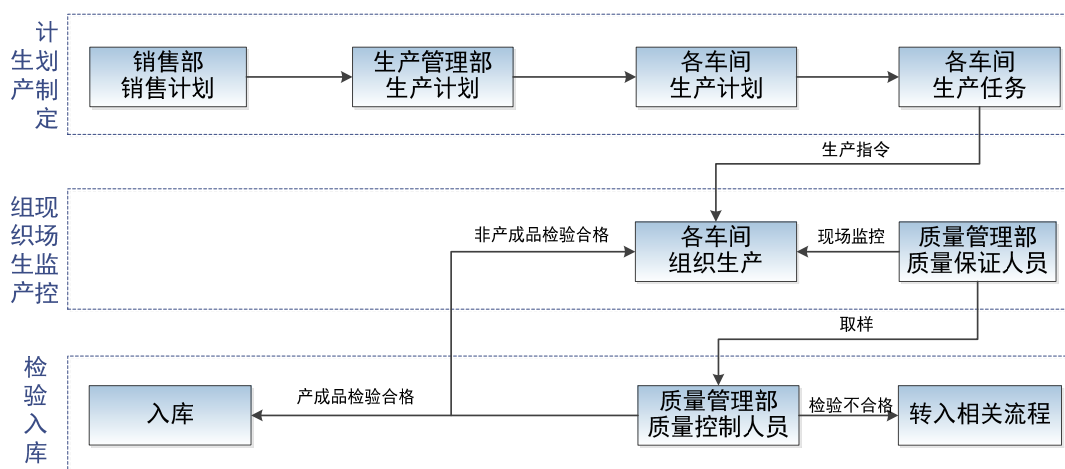 生产
计划制定
销售部
销售计划
生产管理部
生产计划
各车间
生产计划
各车间
生产任务
生产指令
组织生产
现场监控
非产成品检验合格
各车间
组织生产
现场监控
质量管理部
质量保证人员
取样
检验入库
入库
产成品检验合格
质量管理部
质量控制人员
检验不合格
转入相关流程